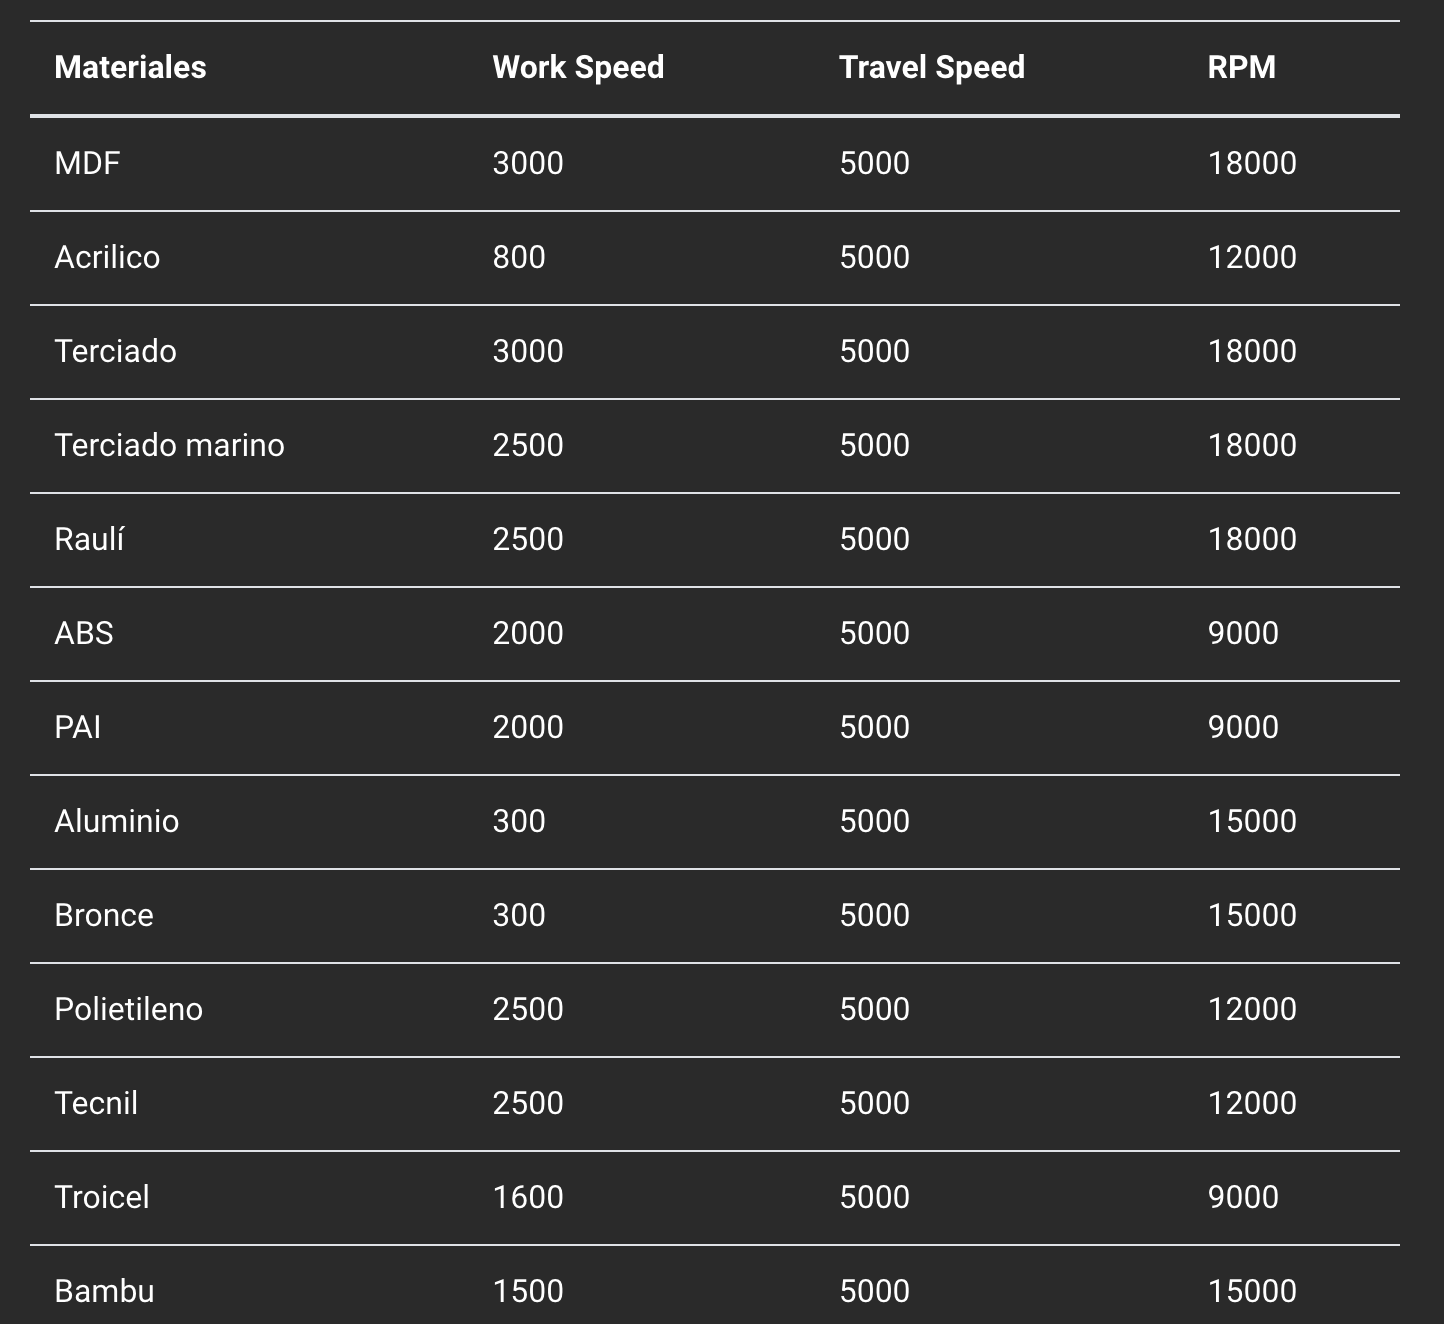 Materiales Work Speed Travel Speed RPM
MDF 3000 5000 18000
Acrilico 800 5000 12000
Terciado 3000 5000 18000
Terciado marino 2500 5000 18000
Raulí 2500 5000 18000
ABS 2000 5000 9000
PAI 2000 5000 9000
Aluminio 300 5000 15000
Bronce 300 5000 15000
Polietileno 2500 5000 12000
Tecnil 2500 5000 12000
Troicel 1600 5000 9000
Bambu 1500 5000 15000